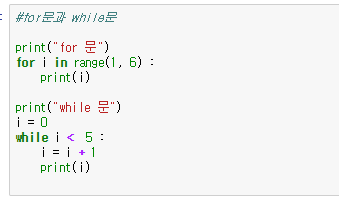 #for문과 while문
print("for 문")
for i in range(1, 6) :
    print(i)
print("while 문")
i = 0
while i < 5 :
    i = i + 1
    print(i)